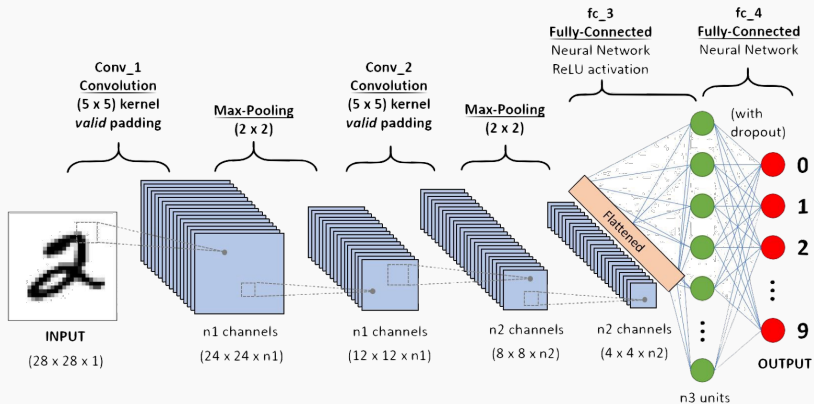 fc_3
Fully-Connected
Neural Network
ReLU activation
fc_4
Fully-Connected
Neural Network
Conv_1
Convolution
(5 x 5) kernel
valid padding
Max-Pooling
(2 x 2)
Conv_2
Convolution
(5 x 5) kernel
valid padding
Max-Pooling
(2 x 2)
(with
dropout)
Flattened
0
1
2
9
INPUT
(28 x 28 x 1)
n1 channels
(24 x 24 x n1)
n1 channels
(12 x 12 x n1)
n2 channels
(8 x 8 x n2)
n2 channels
(4 x 4 x n2)
OUTPUT
n3 units
2